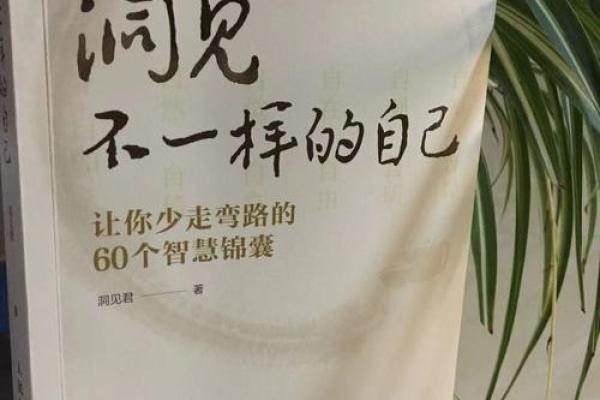 洞见
不一样的自己
让你少走弯路的
60个智慧锦囊
洞见君 著